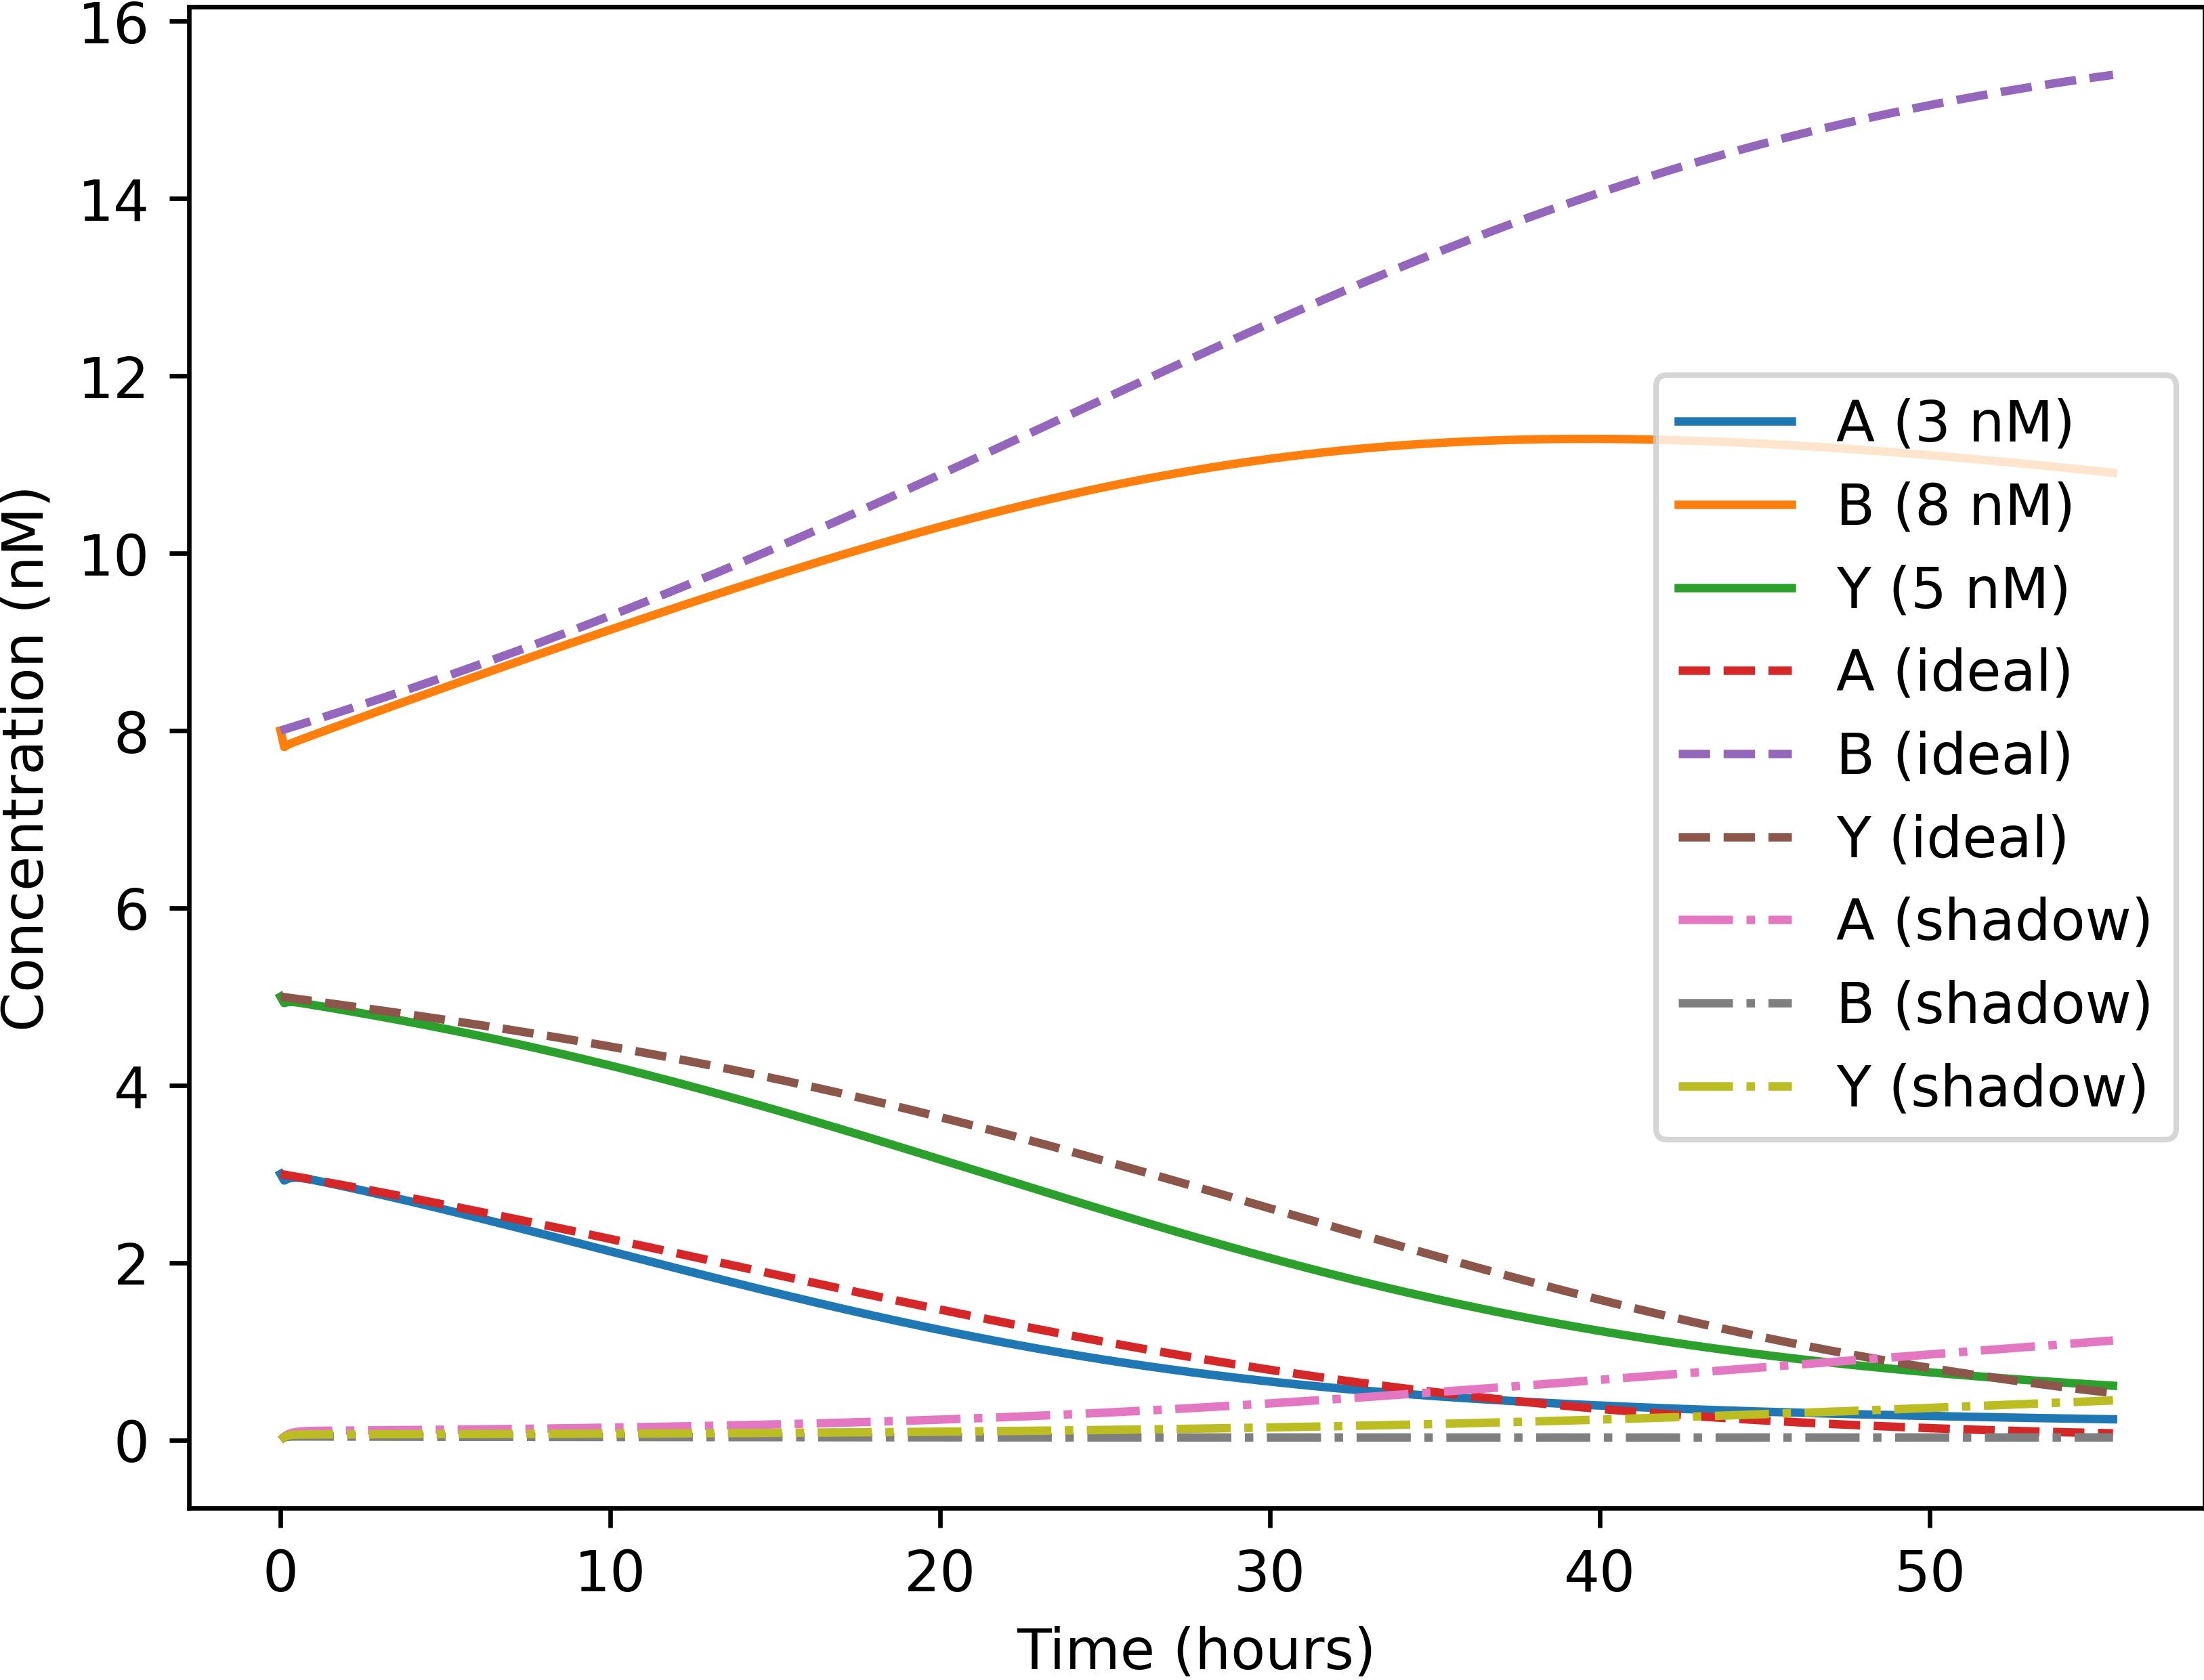 16
14
12
10
8
6
4
2
0
Concentration (nM)
A (3 nM)
B (8 nM)
Y (5 nM)
A (ideal)
B (ideal)
Y (ideal)
A (shadow)
B (shadow)
Y (shadow)
0 10 20 30 40 50
Time (hours)